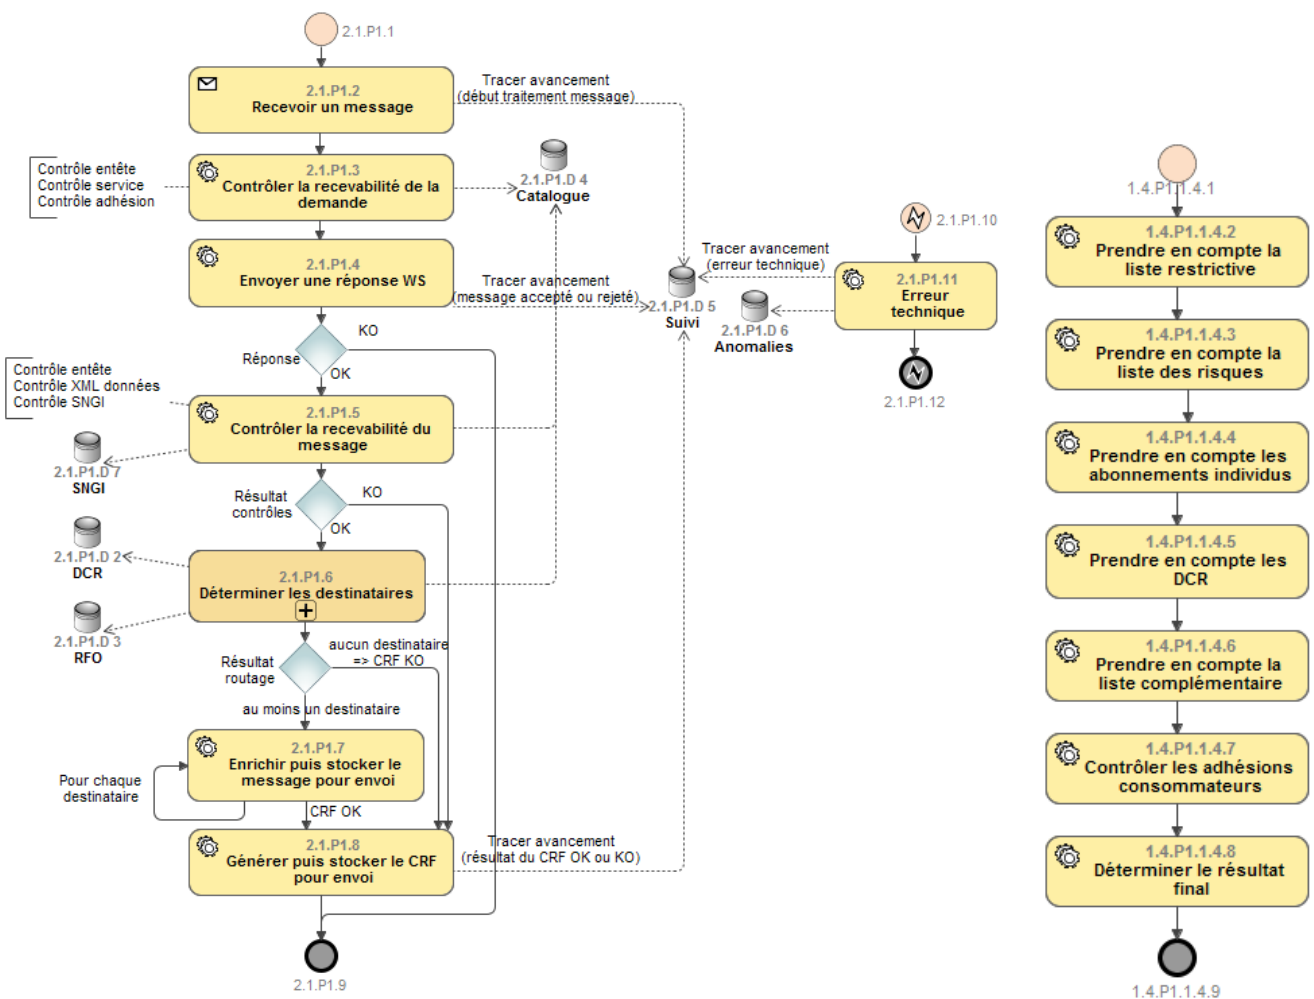 2.1.P1.1
2.1.P1.2
Recevoir un message
Tracer avancement
(début traitement message)
Contrôle entête
Contrôle service
Contrôle adhésion
2.1.P1.3
Contrôler la recevabilité de la
demande
2.1.P1.D 4
Catalogue
2.1.P1.4
Envoyer une réponse WS
Tracer avancement
(message accepté ou rejeté)
Réponse
KO
OK
Contrôle entête
Contrôle XML données
Contrôle SNGI
2.1.P1.5
Contrôler la recevabilité du
message
2.1.P1.D 7
SNGI
Résultat
contrôles
KO
OK
2.1.P1.D 2
DCR
2.1.P1.6
Déterminer les destinataires
2.1.P1.D 3
RFO
Résultat
routage
aucun destinataire
=> CRF KO
au moins un destinataire
2.1.P1.7
Enrichir puis stocker le
message pour envoi
Pour chaque
destinataire
CRF OK
2.1.P1.8
Générer puis stocker le CRF
pour envoi
Tracer avancement
(résultat du CRF OK ou KO)
2.1.P1.9
2.1.P1.10
Tracer avancement
(erreur technique)
2.1.P1.11
Erreur
technique
2.1.P1.D 5
Suivi
2.1.P1.D 6
Anomalies
2.1.P1.12
1.4.P1.1.4.1
1.4.P1.1.4.2
Prendre en compte la
liste restrictive
1.4.P1.1.4.3
Prendre en compte la
liste des risques
1.4.P1.1.4.4
Prendre en compte les
abonnements individus
1.4.P1.1.4.5
Prendre en compte les
DCR
1.4.P1.1.4.6
Prendre en compte la
liste complémentaire
1.4.P1.1.4.7
Contrôler les adhésions
consommateurs
1.4.P1.1.4.8
Déterminer le résultat
final
1.4.P1.1.4.9